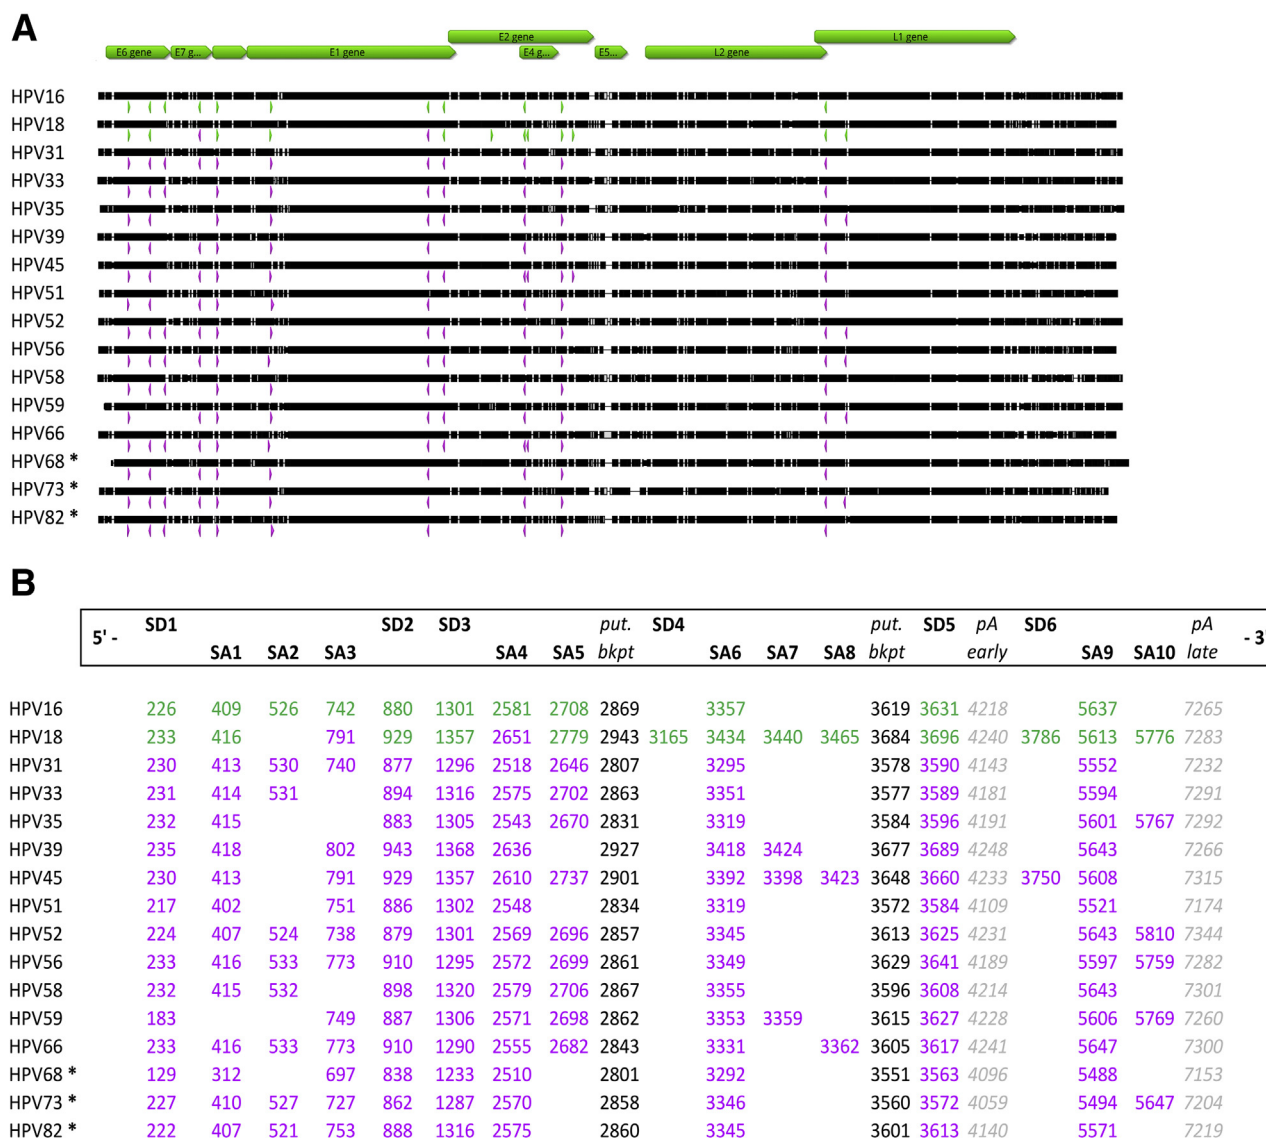 A
E2 gene L1 gene
E6 gene E7 g... E1 gene E4 g... E5... L2 gene
HPV16
HPV18
HPV31
HPV33
HPV35
HPV39
HPV45
HPV51
HPV52
HPV56
HPV58
HPV59
HPV66
HPV68 *
HPV73 *
HPV82 *
B
SD1 SD2 SD3 put. SD4 put. SD5 pA SD6 pA
5' - - 3'
SA1 SA2 SA3 SA4 SA5 bkpt SA6 SA7 SA8 bkpt early SA9 SA10 late
HPV16 226 409 526 742 880 1301 2581 2708 2869 3357 3619 3631 4218 5637 7265
HPV18 233 416 791 929 1357 2651 2779 2943 3165 3434 3440 3465 3684 3696 4240 3786 5613 5776 7283
HPV31 230 413 530 740 877 1296 2518 2646 2807 3295 3578 3590 4143 5552 7232
HPV33 231 414 531 894 1316 2575 2702 2863 3351 3577 3589 4181 5594 7291
HPV35 232 415 883 1305 2543 2670 2831 3319 3584 3596 4191 5601 5767 7292
HPV39 235 418 802 943 1368 2636 2927 3418 3424 3677 3689 4248 5643 7266
HPV45 230 413 791 929 1357 2610 2737 2901 3392 3398 3423 3648 3660 4233 3750 5608 7315
HPV51 217 402 751 886 1302 2548 2834 3319 3572 3584 4109 5521 7174
HPV52 224 407 524 738 879 1301 2569 2696 2857 3345 3613 3625 4231 5643 5810 7344
HPV56 233 416 533 773 910 1295 2572 2699 2861 3349 3629 3641 4189 5597 5759 7282
HPV58 232 415 532 898 1320 2579 2706 2867 3355 3596 3608 4214 5643 7301
HPV59 183 749 887 1306 2571 2698 2862 3353 3359 3615 3627 4228 5606 5769 7260
HPV66 233 416 533 773 910 1290 2555 2682 2843 3331 3362 3605 3617 4241 5647 7300
HPV68 * 129 312 697 838 1233 2510 2801 3292 3551 3563 4096 5488 7153
HPV73 * 227 410 527 727 862 1287 2570 2858 3346 3560 3572 4059 5494 5647 7204
HPV82 * 222 407 521 753 888 1316 2575 2860 3345 3601 3613 4140 5571 7219